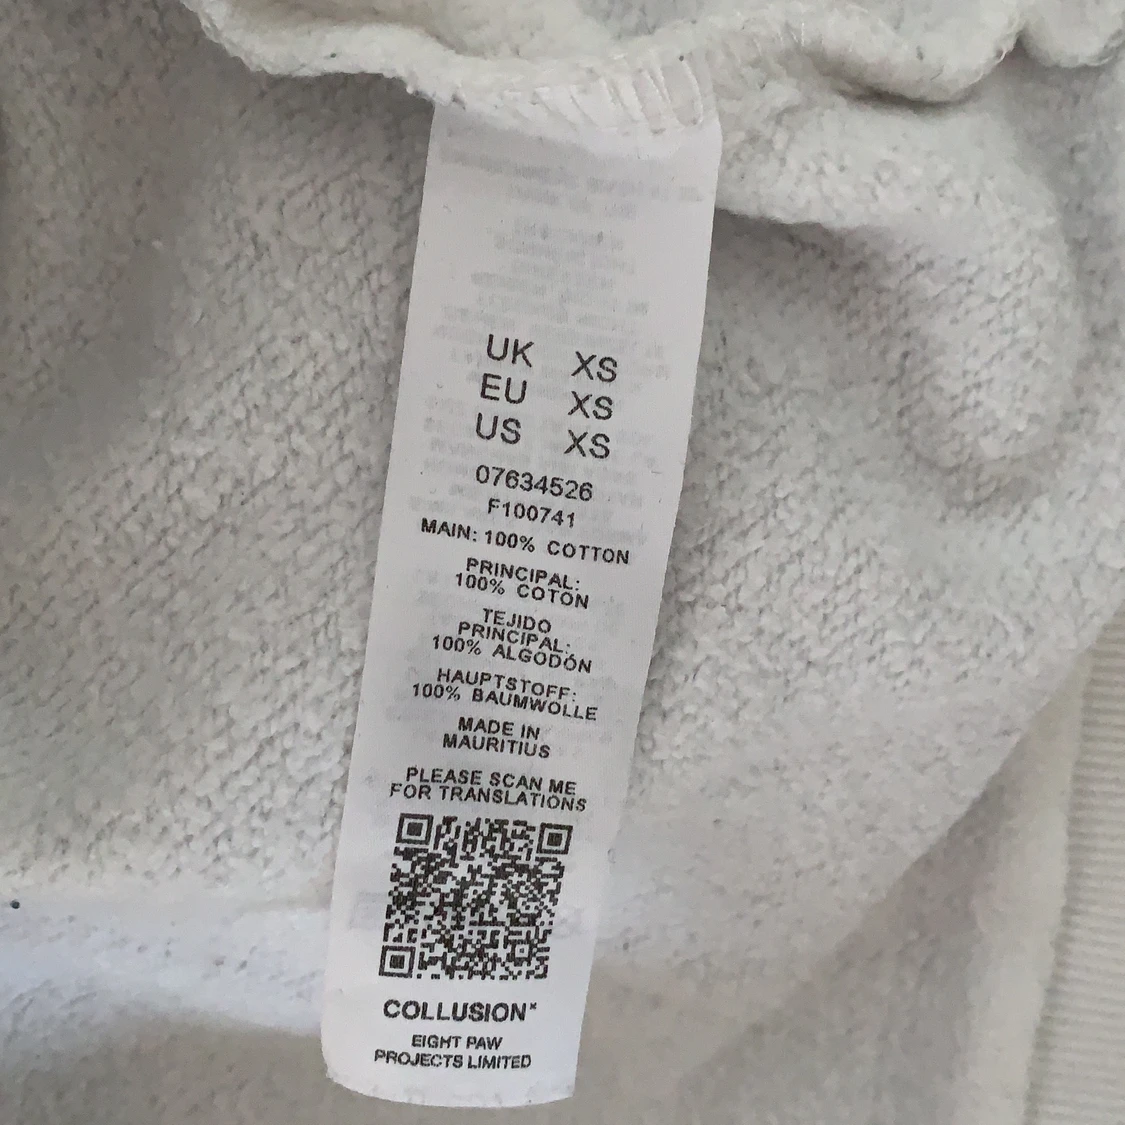 UK XS
EU XS
US XS
07634526
F100741
MAIN: 100% COTTON
PRINCIPAL:
100% COTON
TEJIDO
PRINCIPAL:
100% ALGODÓN
HAUPTSTOFF:
100% BAUMWOLLE
MADE IN
MAURITIUS
PLEASE SCAN ME
FOR TRANSLATIONS
COLLUSION*
EIGHT PAW
PROJECTS LIMITED